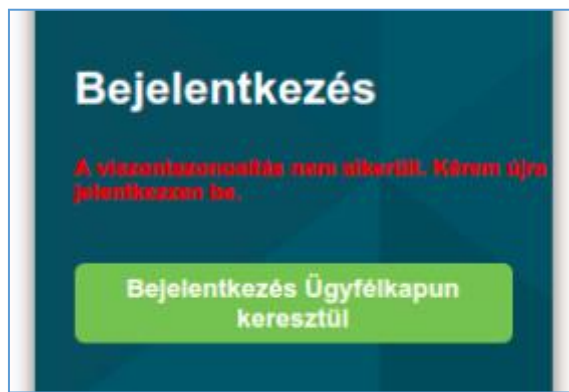 Bejelentkezés
A viszontazonosítás nem sikerült. Kérem újra
jelentkezzen be.
Bejelentkezés Ügyfélkapun
keresztül